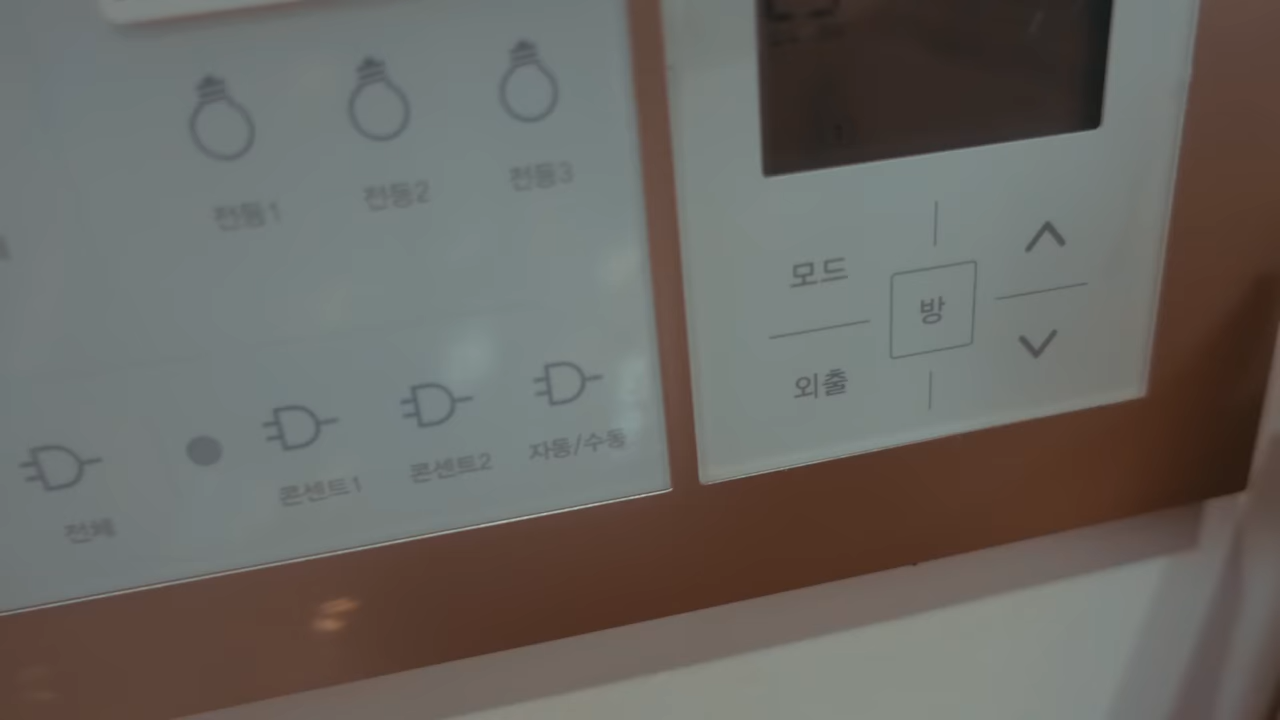 전등1 전등2 전등3
모드
방
외출
콘센트1 콘센트2 자동/수동
전체